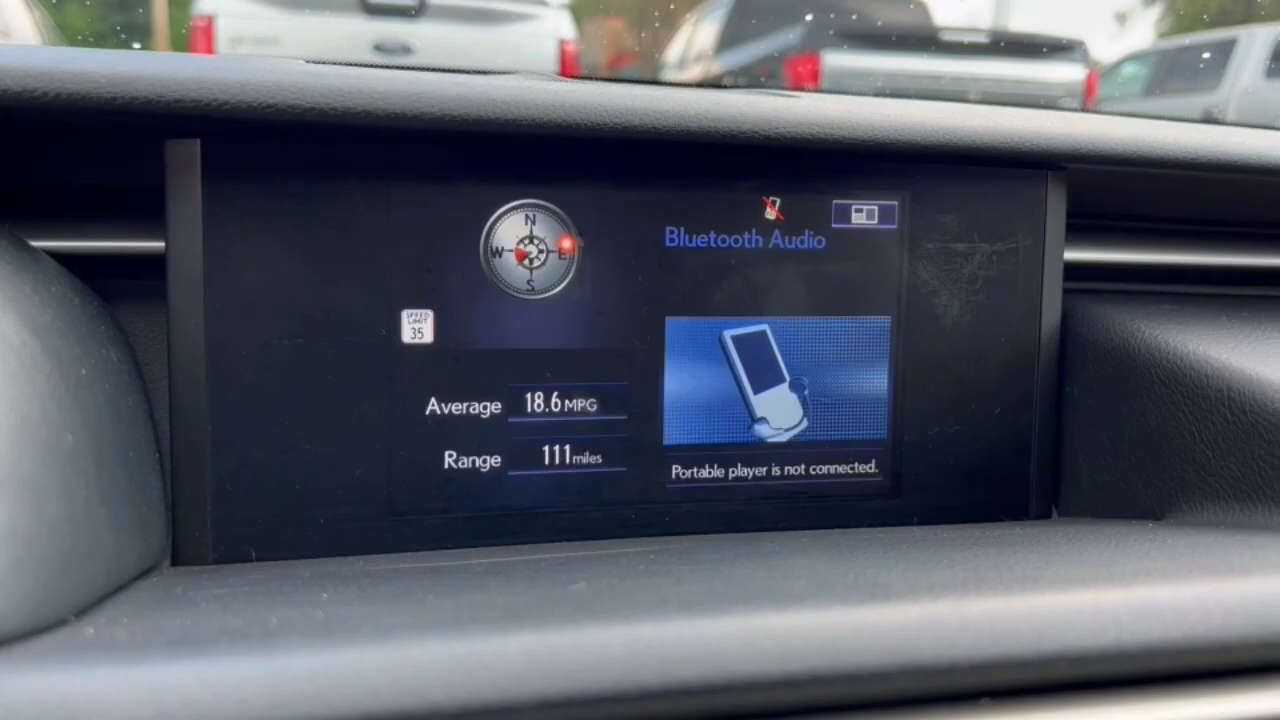 N
W E
S
SPEED
LIMIT
35
Average 18.6 MPG
Range 111 miles
Bluetooth Audio
Portable player is not connected.